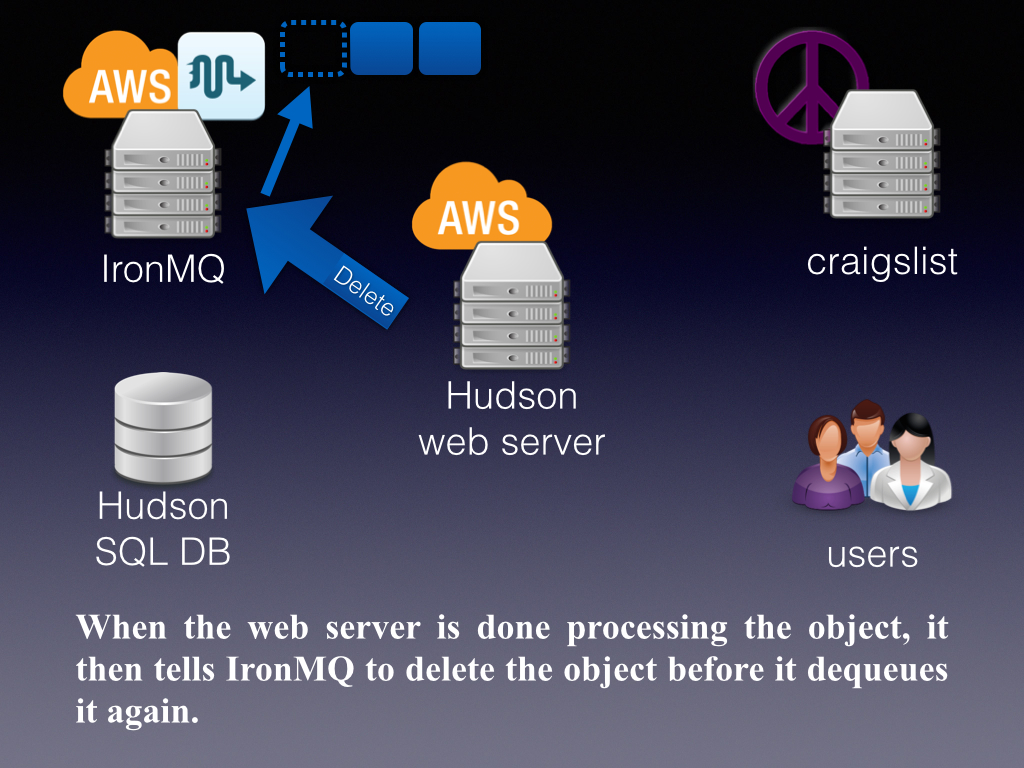 AWS
IronMQ
Delete
AWS
Hudson
web server
craigslist
Hudson
SQL DB
users
When the web server is done processing the object, it
then tells IronMQ to delete the object before it dequeues
it again.